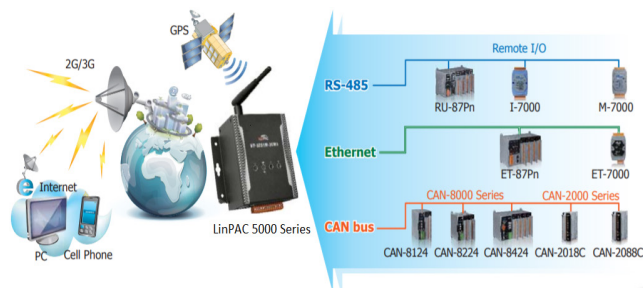 GPS
2G/3G
Internet
PC
Cell Phone
LinPAC 5000 Series
Remote I/O
RS-485
RU-87Pn
I-7000
M-7000
Ethernet
ET-87Pn
ET-7000
CAN-8000 Series
CAN-2000 Series
CAN bus
CAN-8124
CAN-8224
CAN-8424
CAN-2018C
CAN-2088C